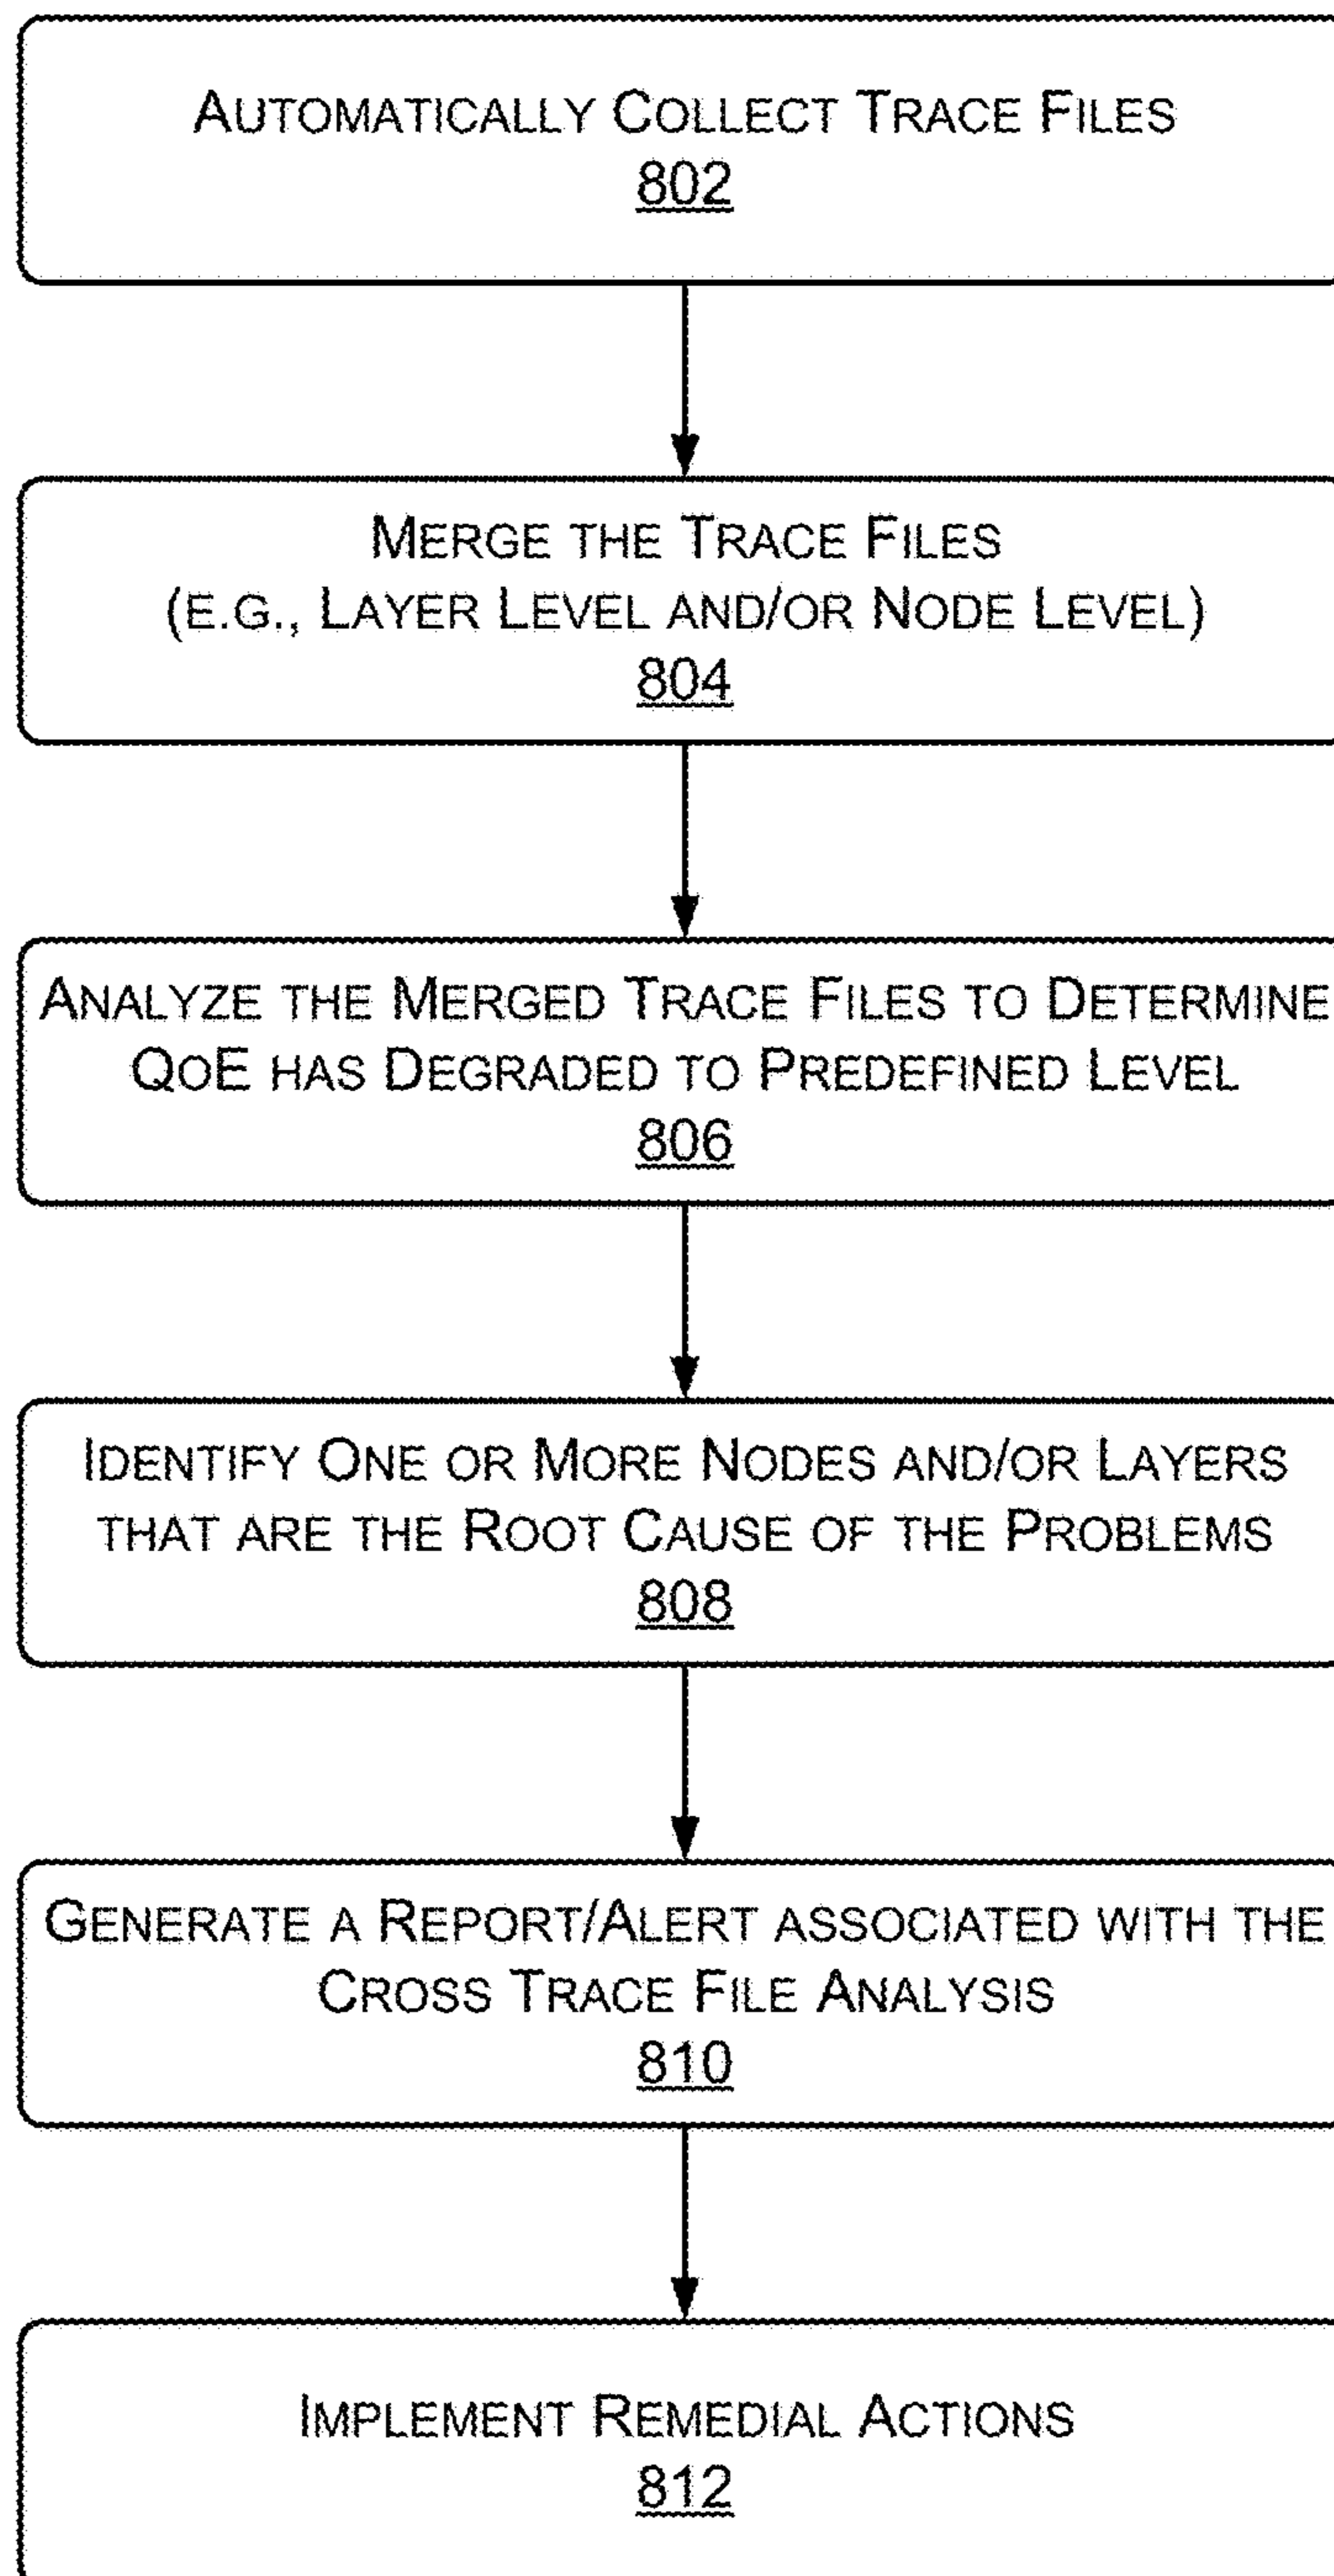 AUTOMATICALLY COLLECT TRACE FILES
802
MERGE THE TRACE FILES
(E.G., LAYER LEVEL AND/OR NODE LEVEL)
804
ANALYZE THE MERGED TRACE FILES TO DETERMINE
QOE HAS DEGRADED TO PREDEFINED LEVEL
806
IDENTIFY ONE OR MORE NODES AND/OR LAYERS
THAT ARE THE ROOT CAUSE OF THE PROBLEMS
808
GENERATE A REPORT/ALERT ASSOCIATED WITH THE
CROSS TRACE FILE ANALYSIS
810
IMPLEMENT REMEDIAL ACTIONS
812